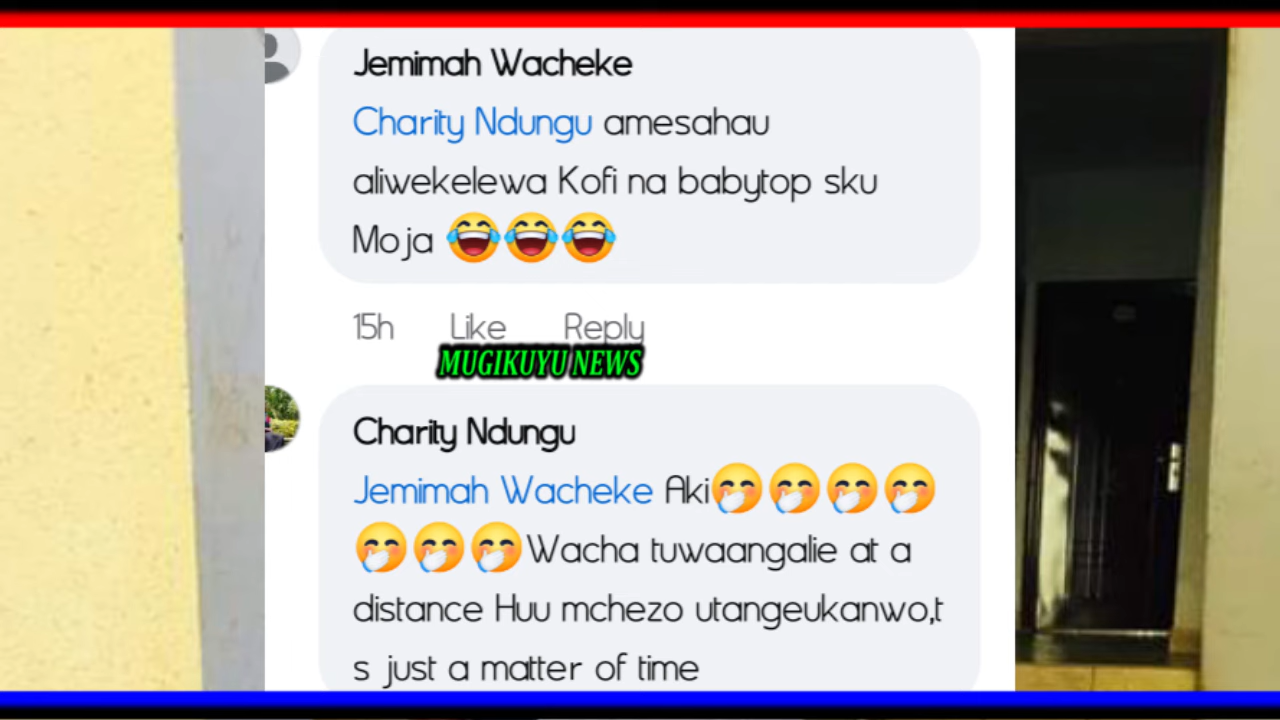 Jemimah Wacheke
Charity Ndungu amesahau
aliwekelewa Kofi na babytop sku
Moja 😂😂😂
15h Like Reply
MUGIKUYU NEWS
Charity Ndungu
Jemimah Wacheke Aki🤭🤭🤭🤭
🤭🤭🤭Wacha tuwaangalie at a
distance Huu mchezo utangeukanwo,t
s just a matter of time